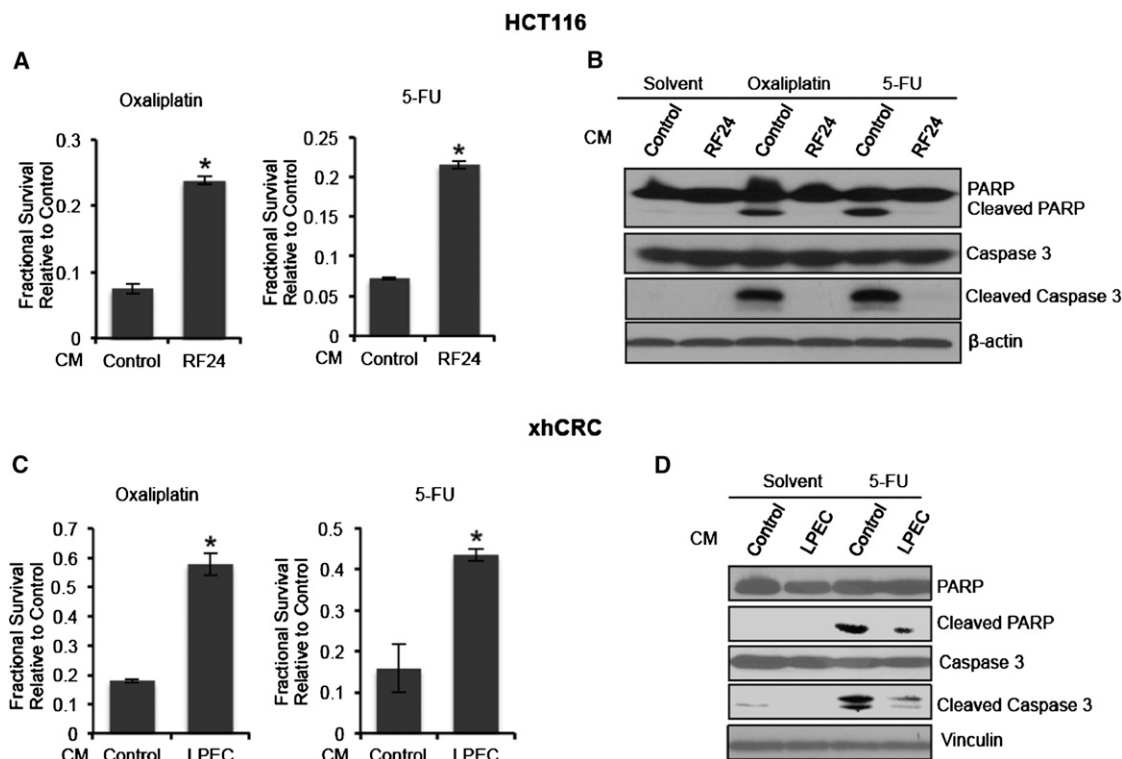 HCT116
A
Oxaliplatin
Fractional Survival
Relative to Control
0.3
0.2
0.1
0
*
CM Control RF24
5-FU
Fractional Survival
Relative to Control
0.25
0.2
0.15
0.1
0.05
0
*
CM Control RF24
B
Solvent Oxaliplatin 5-FU
CM Control RF24 Control RF24 Control RF24
PARP
Cleaved PARP
Caspase 3
Cleaved Caspase 3
β-actin
xhCRC
C
Oxaliplatin
Fractional Survival
Relative to Control
0.7
0.6
0.5
0.4
0.3
0.2
0.1
0
*
CM Control LPEC
5-FU
Fractional Survival
Relative to Control
0.5
0.4
0.3
0.2
0.1
0
*
CM Control LPEC
D
Solvent 5-FU
CM Control LPEC Control LPEC
PARP
Cleaved PARP
Caspase 3
Cleaved Caspase 3
Vinculin